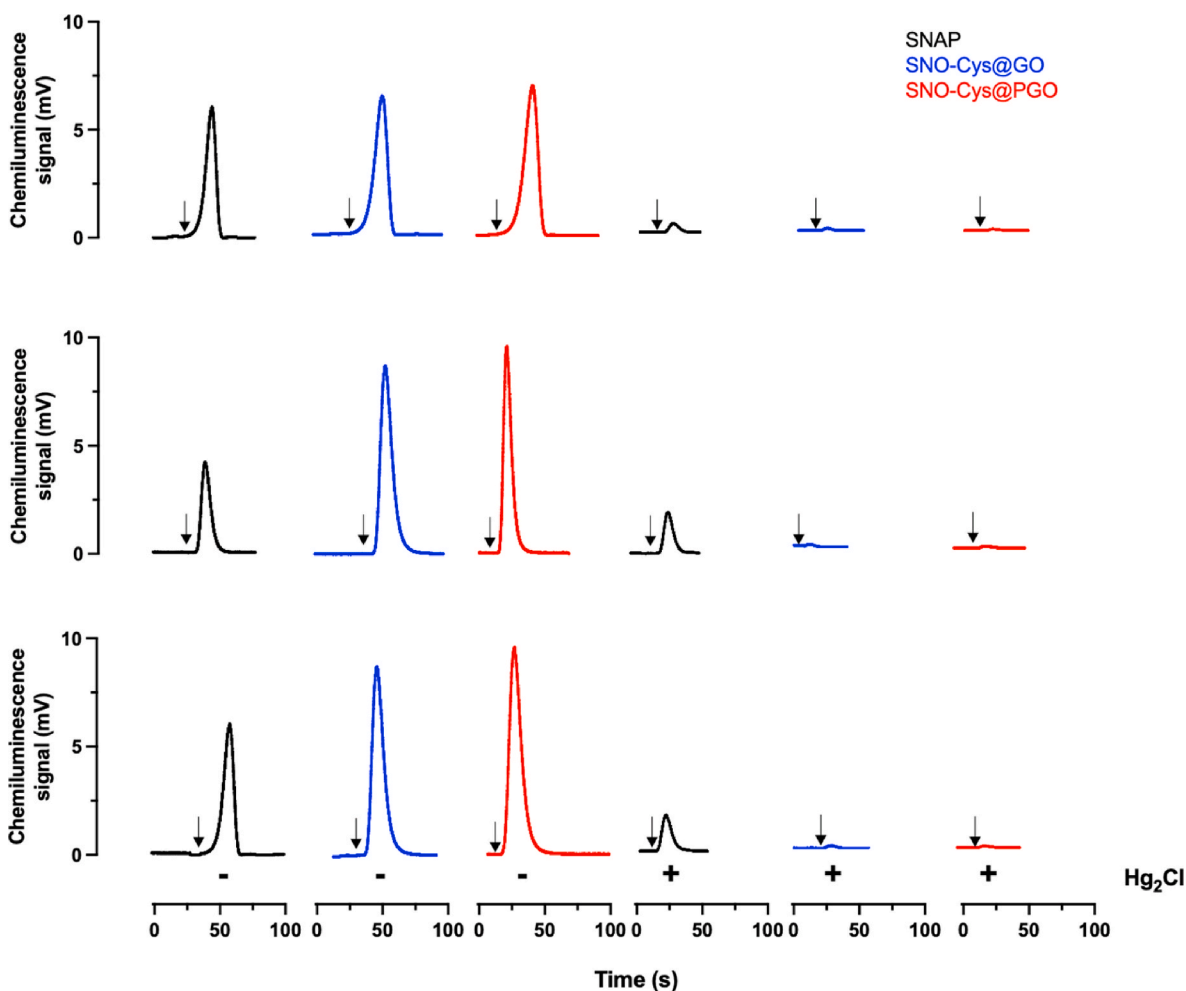 SNAP
SNO-Cys@GO
SNO-Cys@PGO
Chemiluminescence
signal (mV)
10
5
0
Chemiluminescence
signal (mV)
10
5
0
Chemiluminescence
signal (mV)
10
5
0
- - - + + + Hg₂Cl
0 50 100 0 50 100 0 50 100 0 50 100 0 50 100 0 50 100
Time (s)